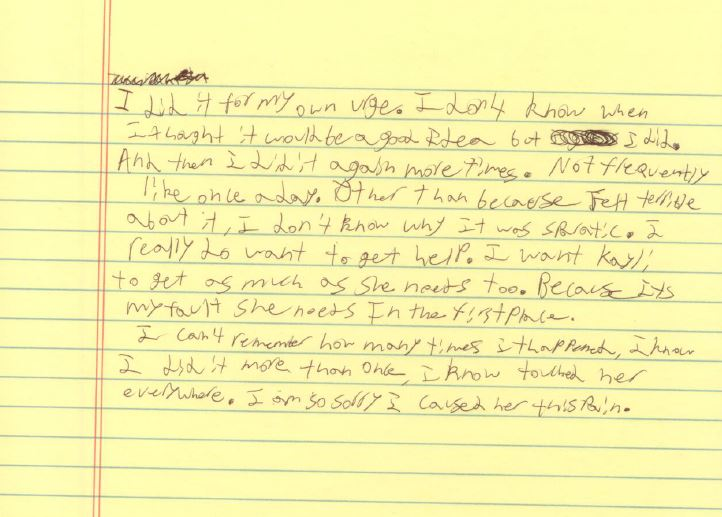 I did it for my own urge. I don't know when
I thought it would be a good Idea but I did.
And then I did it again more times. Not frequently
like once a day. Other than because I felt terrible
about it, I don't know why It was sparatic. I
really do want to get help. I want Kayli
to get as much as she needs too. Because its
my fault she needs In the first place.
I can't remember how many times it happened, I know
I did it more than once, I know touched her
everywhere. I am so sorry I caused her this Pain.